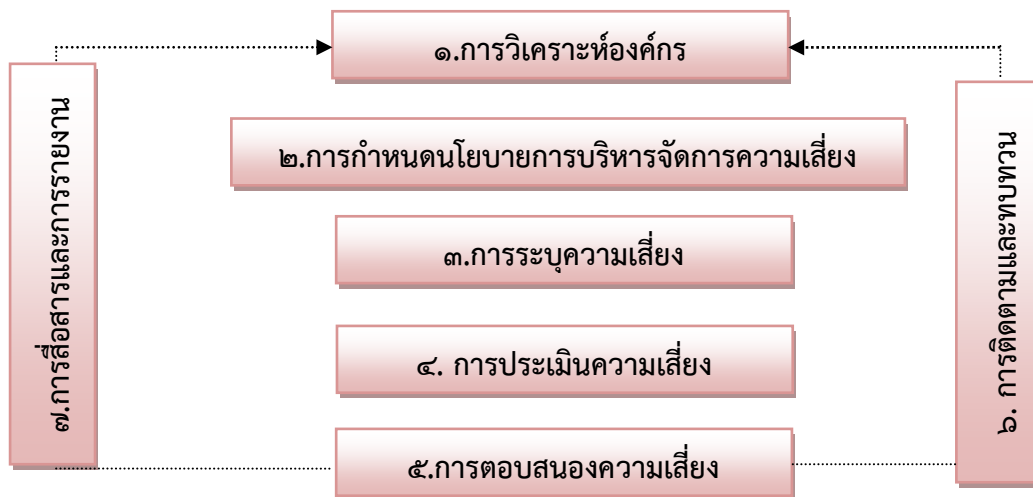 ๑.การวิเคราะห์องค์กร
๒.การกำหนดนโยบายการบริหารจัดการความเสี่ยง
๓.การระบุความเสี่ยง
๔. การประเมินความเสี่ยง
๕.การตอบสนองความเสี่ยง
๖. การติดตามและทบทวน
๗.การสื่อสารและการรายงาน